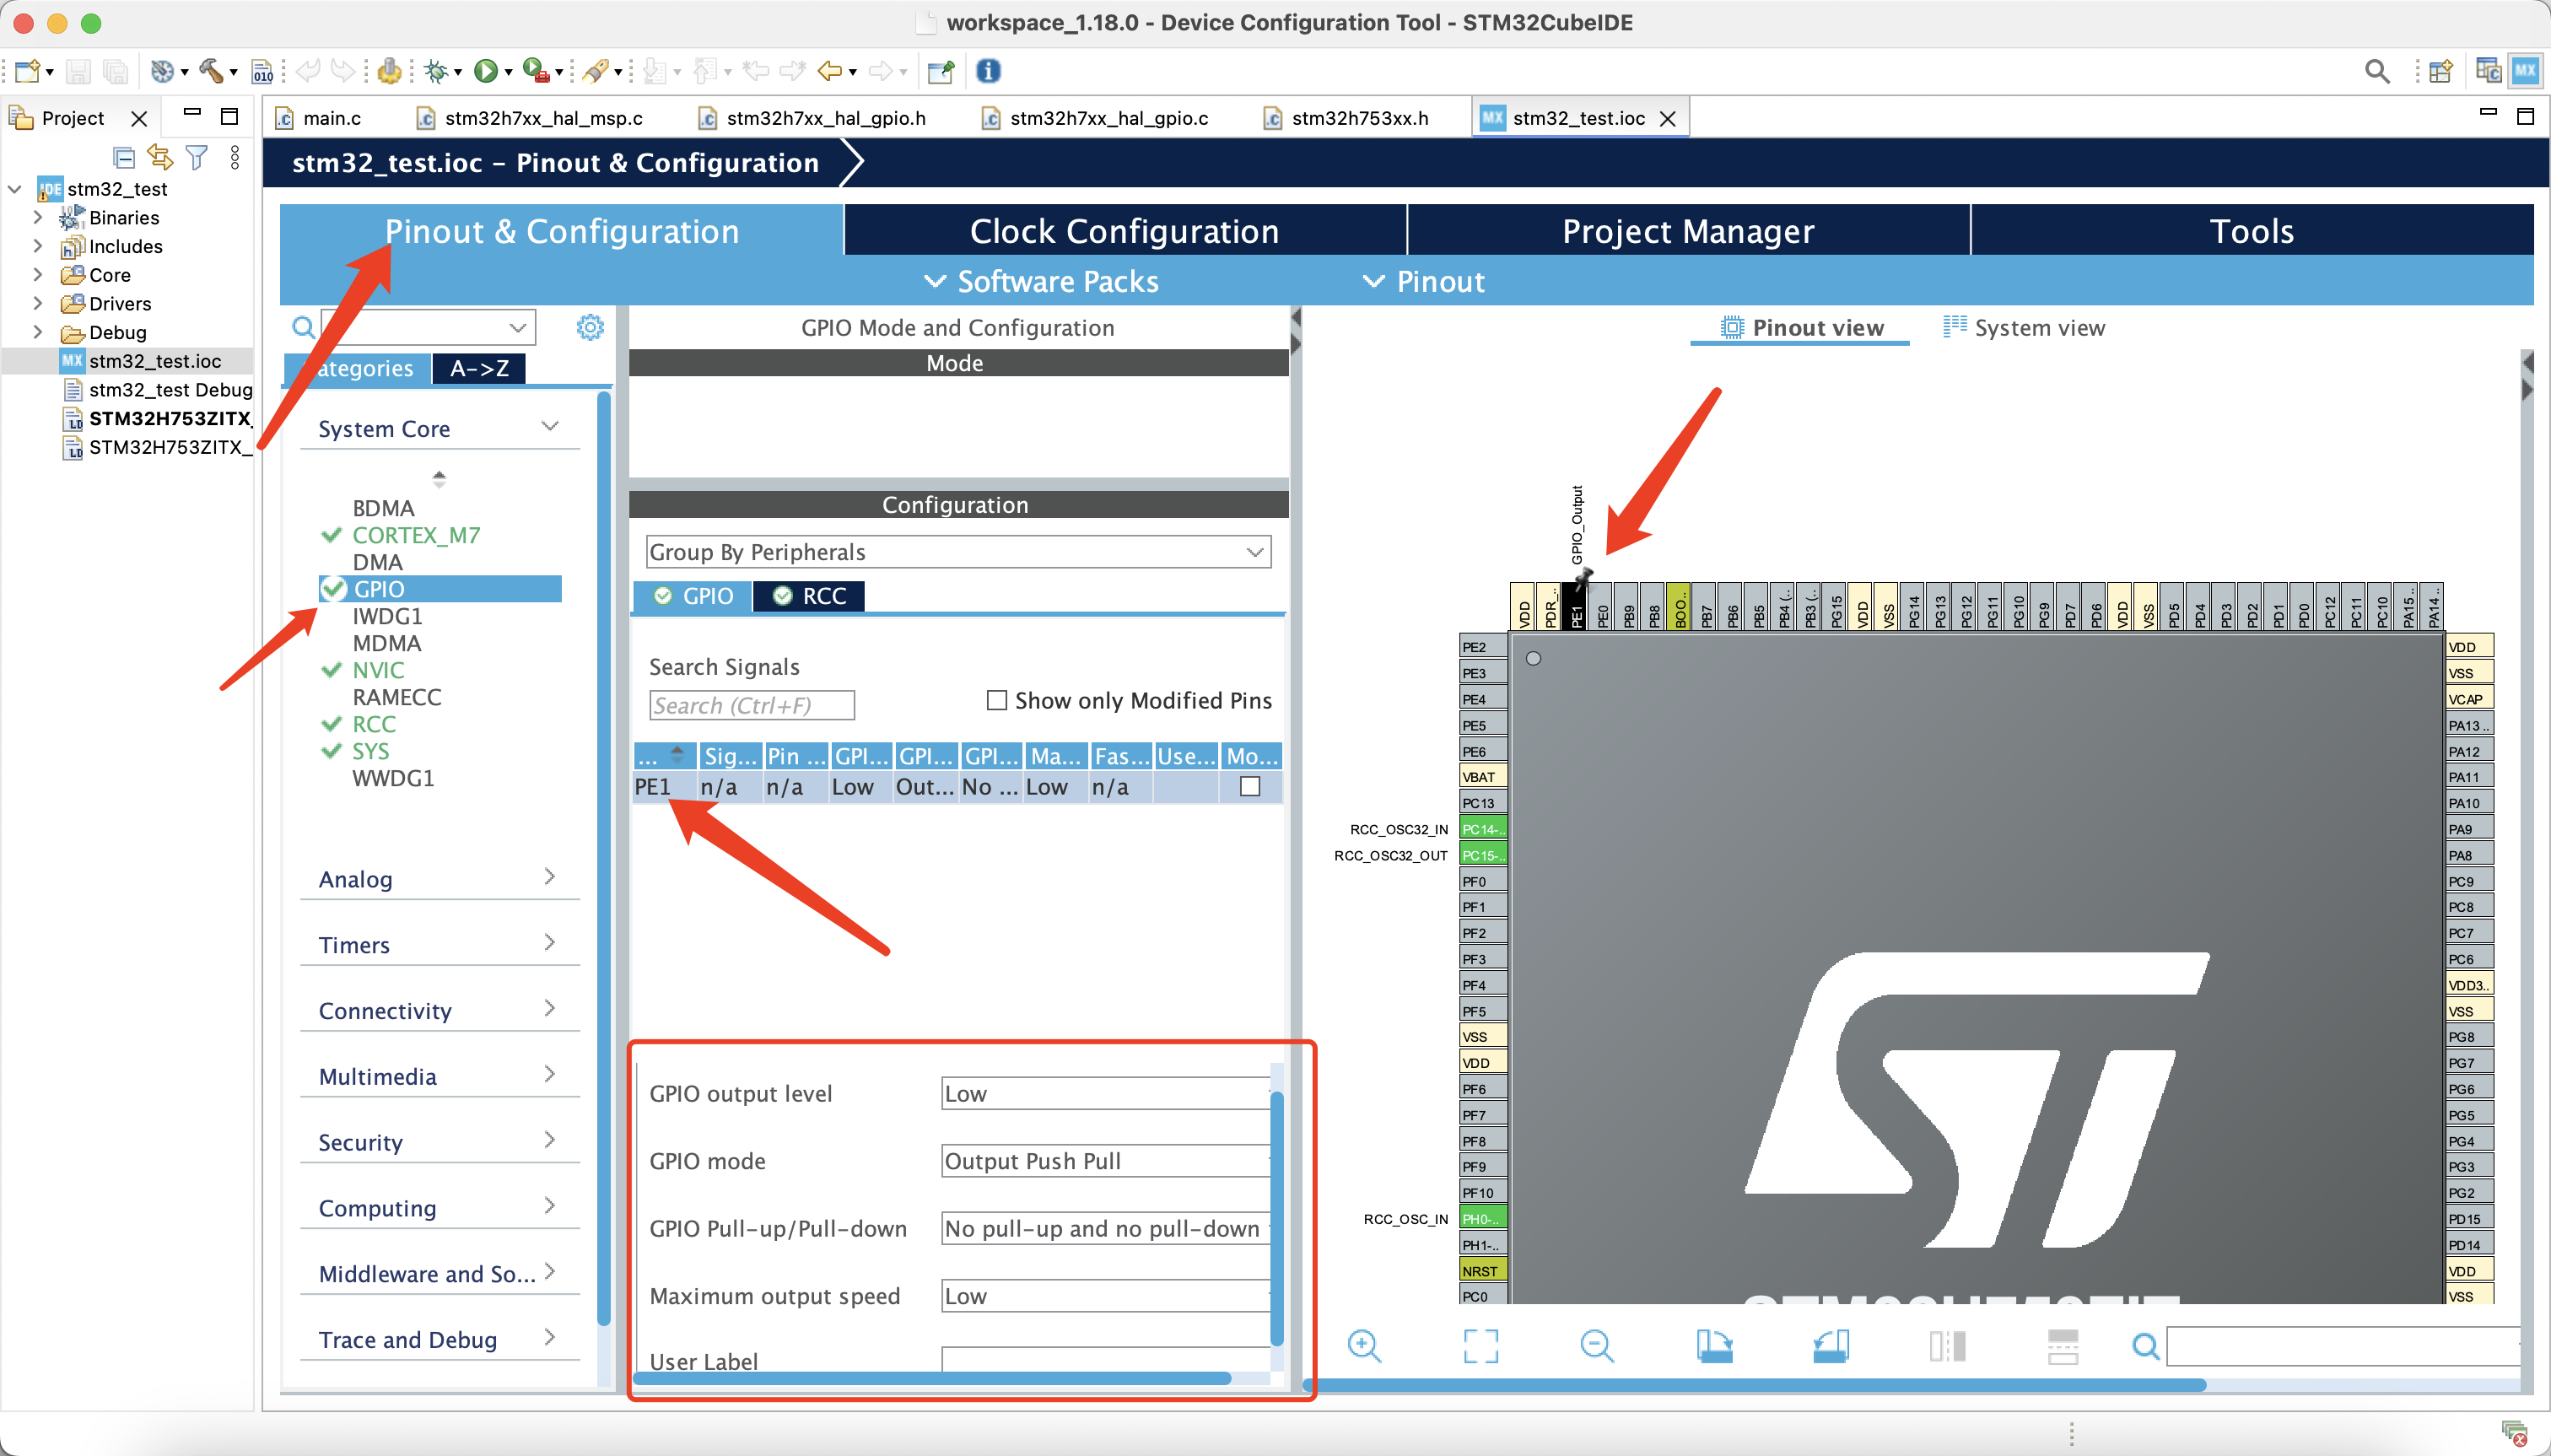 workspace_1.18.0 - Device Configuration Tool - STM32CubeIDE
010
MX
Project
main.c
stm32h7xx_hal_msp.c
stm32h7xx_hal_gpio.h
stm32h7xx_hal_gpio.c
stm32h753xx.h
MX stm32_test.ioc
stm32_test.ioc – Pinout & Configuration
IDE stm32_test
Binaries
Includes
Core
Drivers
Debug
MX stm32_test.ioc
stm32_test Debug
STM32H753ZITX_
STM32H753ZITX_
Pinout & Configuration
Clock Configuration
Project Manager
Tools
Software Packs
Pinout
ategories
A->Z
System Core
BDMA
CORTEX_M7
DMA
GPIO
IWDG1
MDMA
NVIC
RAMECC
RCC
SYS
WWDG1
Analog
Timers
Connectivity
Multimedia
Security
Computing
Middleware and So...
Trace and Debug
GPIO Mode and Configuration
Mode
Configuration
Group By Peripherals
GPIO
RCC
Search Signals
Search (Ctrl+F)
Show only Modified Pins
... Sig... Pin ... GPI... GPI... GPI... Ma... Fas... Use... Mo...
PE1 n/a n/a Low Out... No ... Low n/a
GPIO output level Low
GPIO mode Output Push Pull
GPIO Pull-up/Pull-down No pull-up and no pull-down
Maximum output speed Low
User Label
Pinout view
System view
GPIO_Output
VDD PDR_.. PE1 PE0 PB9 PB8 BOO.. PB7 PB6 PB5 PB4 (.. PB3 (.. PG15 VDD VSS PG14 PG13 PG12 PG11 PG10 PG9 PD7 PD6 VDD VSS PD5 PD4 PD3 PD2 PD1 PD0 PC12 PC11 PC10 PA15 .. PA14 ..
PE2
PE3
PE4
PE5
PE6
VBAT
PC13
RCC_OSC32_IN PC14-..
RCC_OSC32_OUT PC15-..
PF0
PF1
PF2
PF3
PF4
PF5
VSS
VDD
PF6
PF7
PF8
PF9
PF10
RCC_OSC_IN PH0-..
PH1-..
NRST
PC0
VDD
VSS
VCAP
PA13 ..
PA12
PA11
PA10
PA9
PA8
PC9
PC8
PC7
PC6
VDD3..
VSS
PG8
PG7
PG6
PG5
PG4
PG3
PG2
PD15
PD14
VDD
VSS
ST